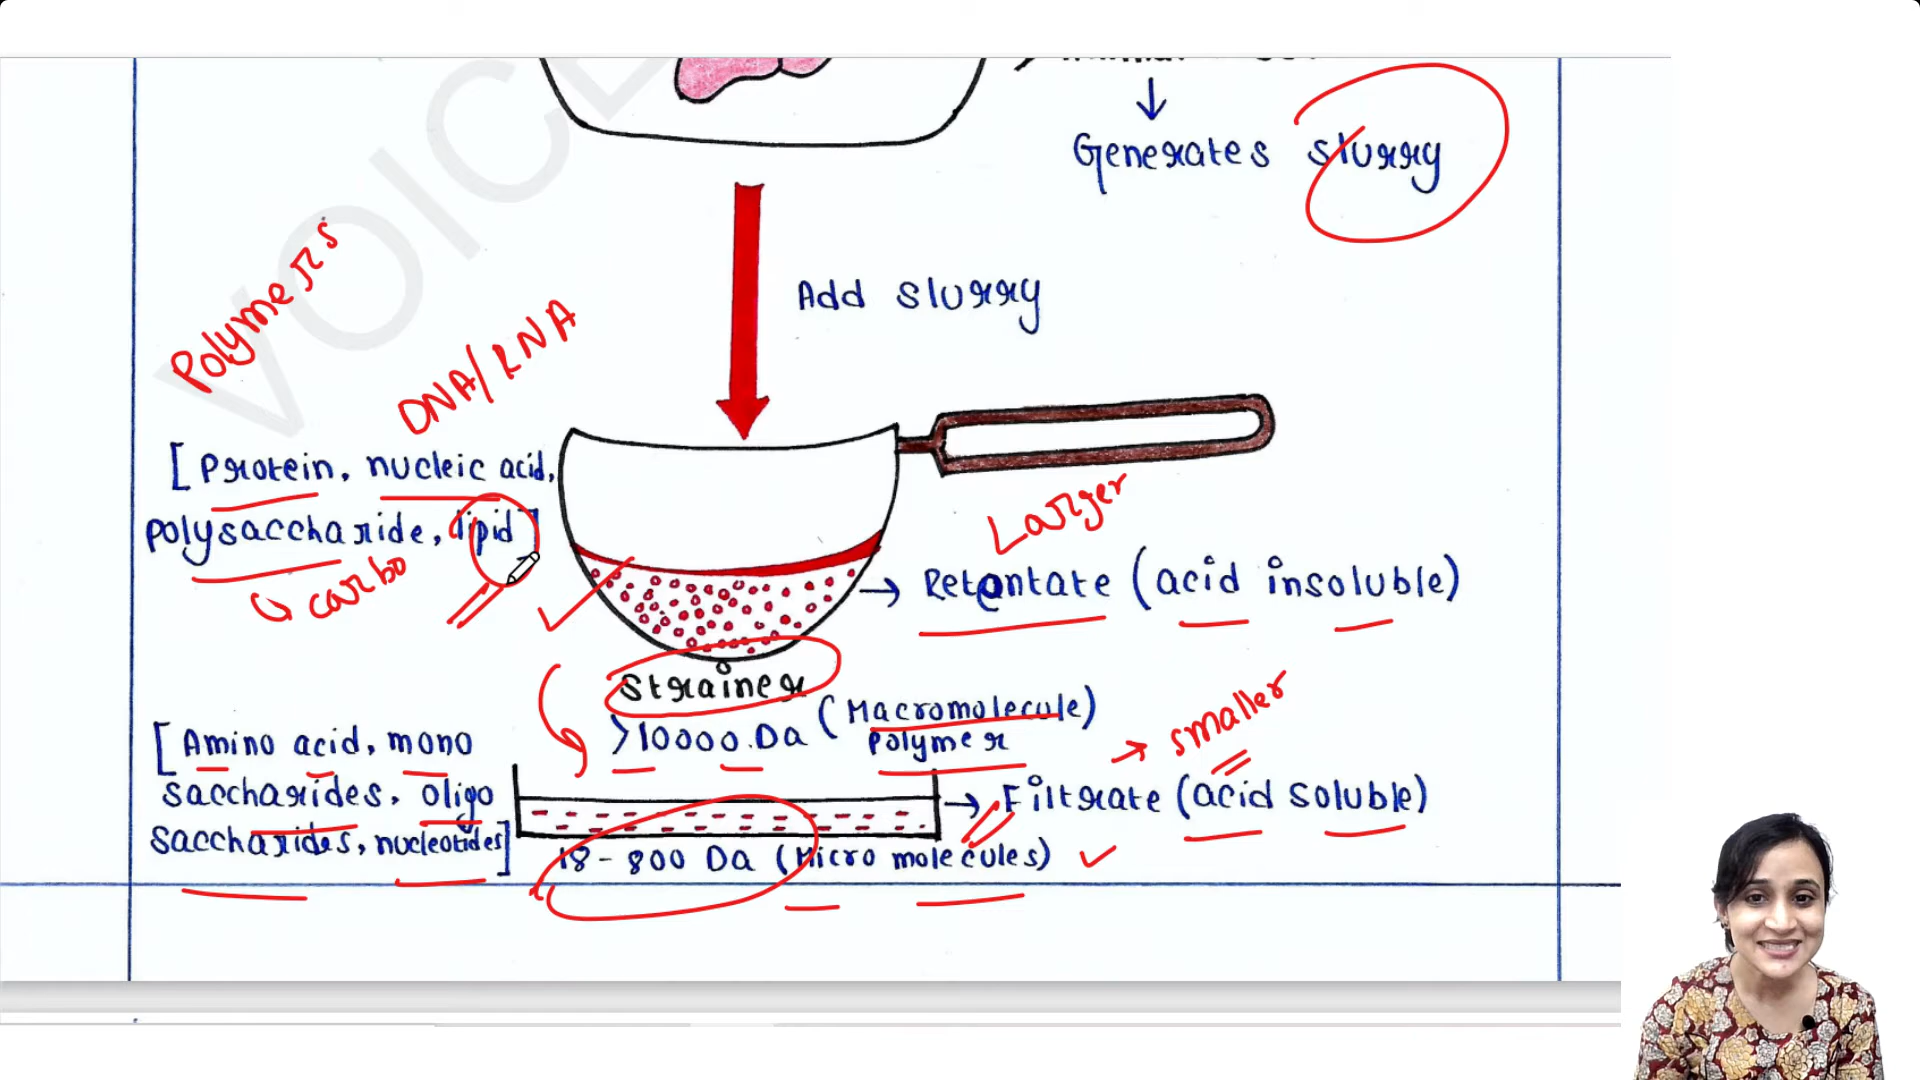 Generates slurry
Add slurry
Polymers
DNA/RNA
[Protein, nucleic acid,
polysaccharide, lipid]
carbo
Larger
→ Retentate (acid insoluble)
Strainer
>10000 Da (Macromolecule)
Polymer
[Amino acid, mono
saccharides, oligo
saccharides, nucleotides]
→ smaller
→ Filtrate (acid soluble)
18 - 800 Da (Micro molecules)
VOICE